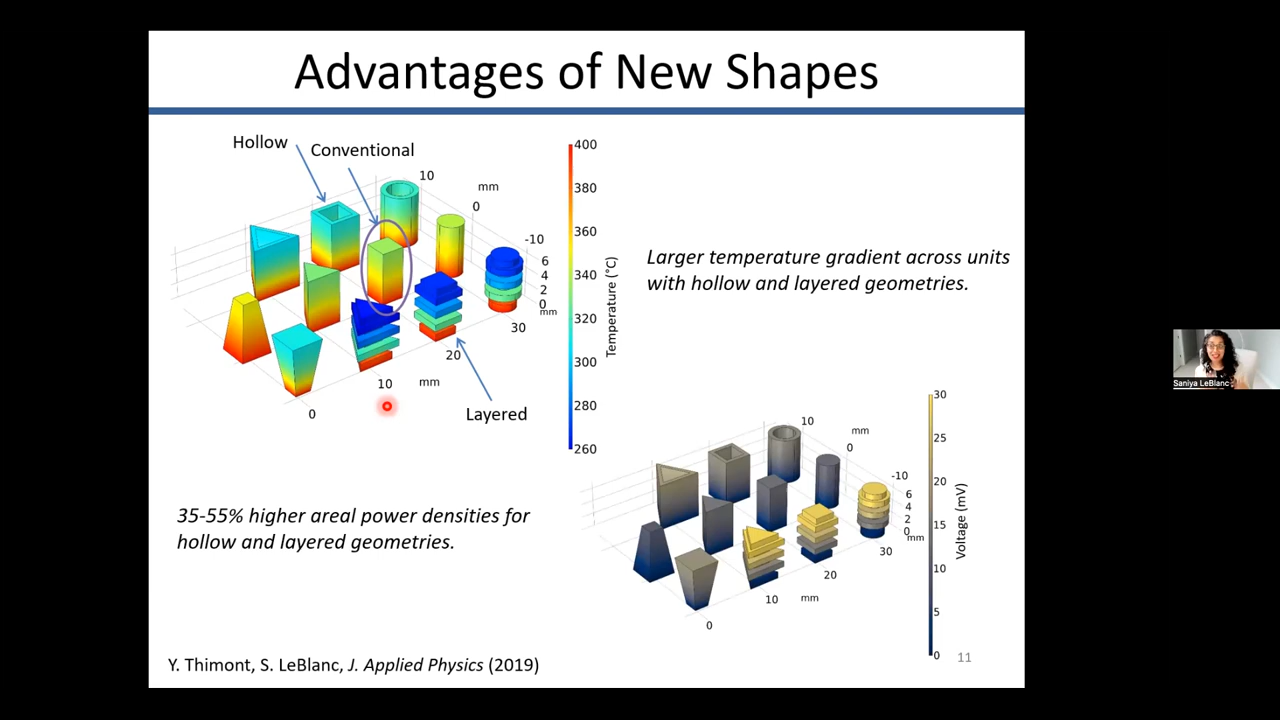 Advantages of New Shapes
Hollow
Conventional
10
mm
0
-10
6
4
2
0
mm
30
20
mm
10
0
Layered
400
380
360
340
320
300
280
260
Temperature (°C)
Larger temperature gradient across units
with hollow and layered geometries.
35-55% higher areal power densities for
hollow and layered geometries.
10
mm
0
-10
6
4
2
0
mm
30
20
mm
10
0
30
25
20
15
10
5
0
Voltage (mV)
Y. Thimont, S. LeBlanc, J. Applied Physics (2019)
11
Saniya LeBlanc